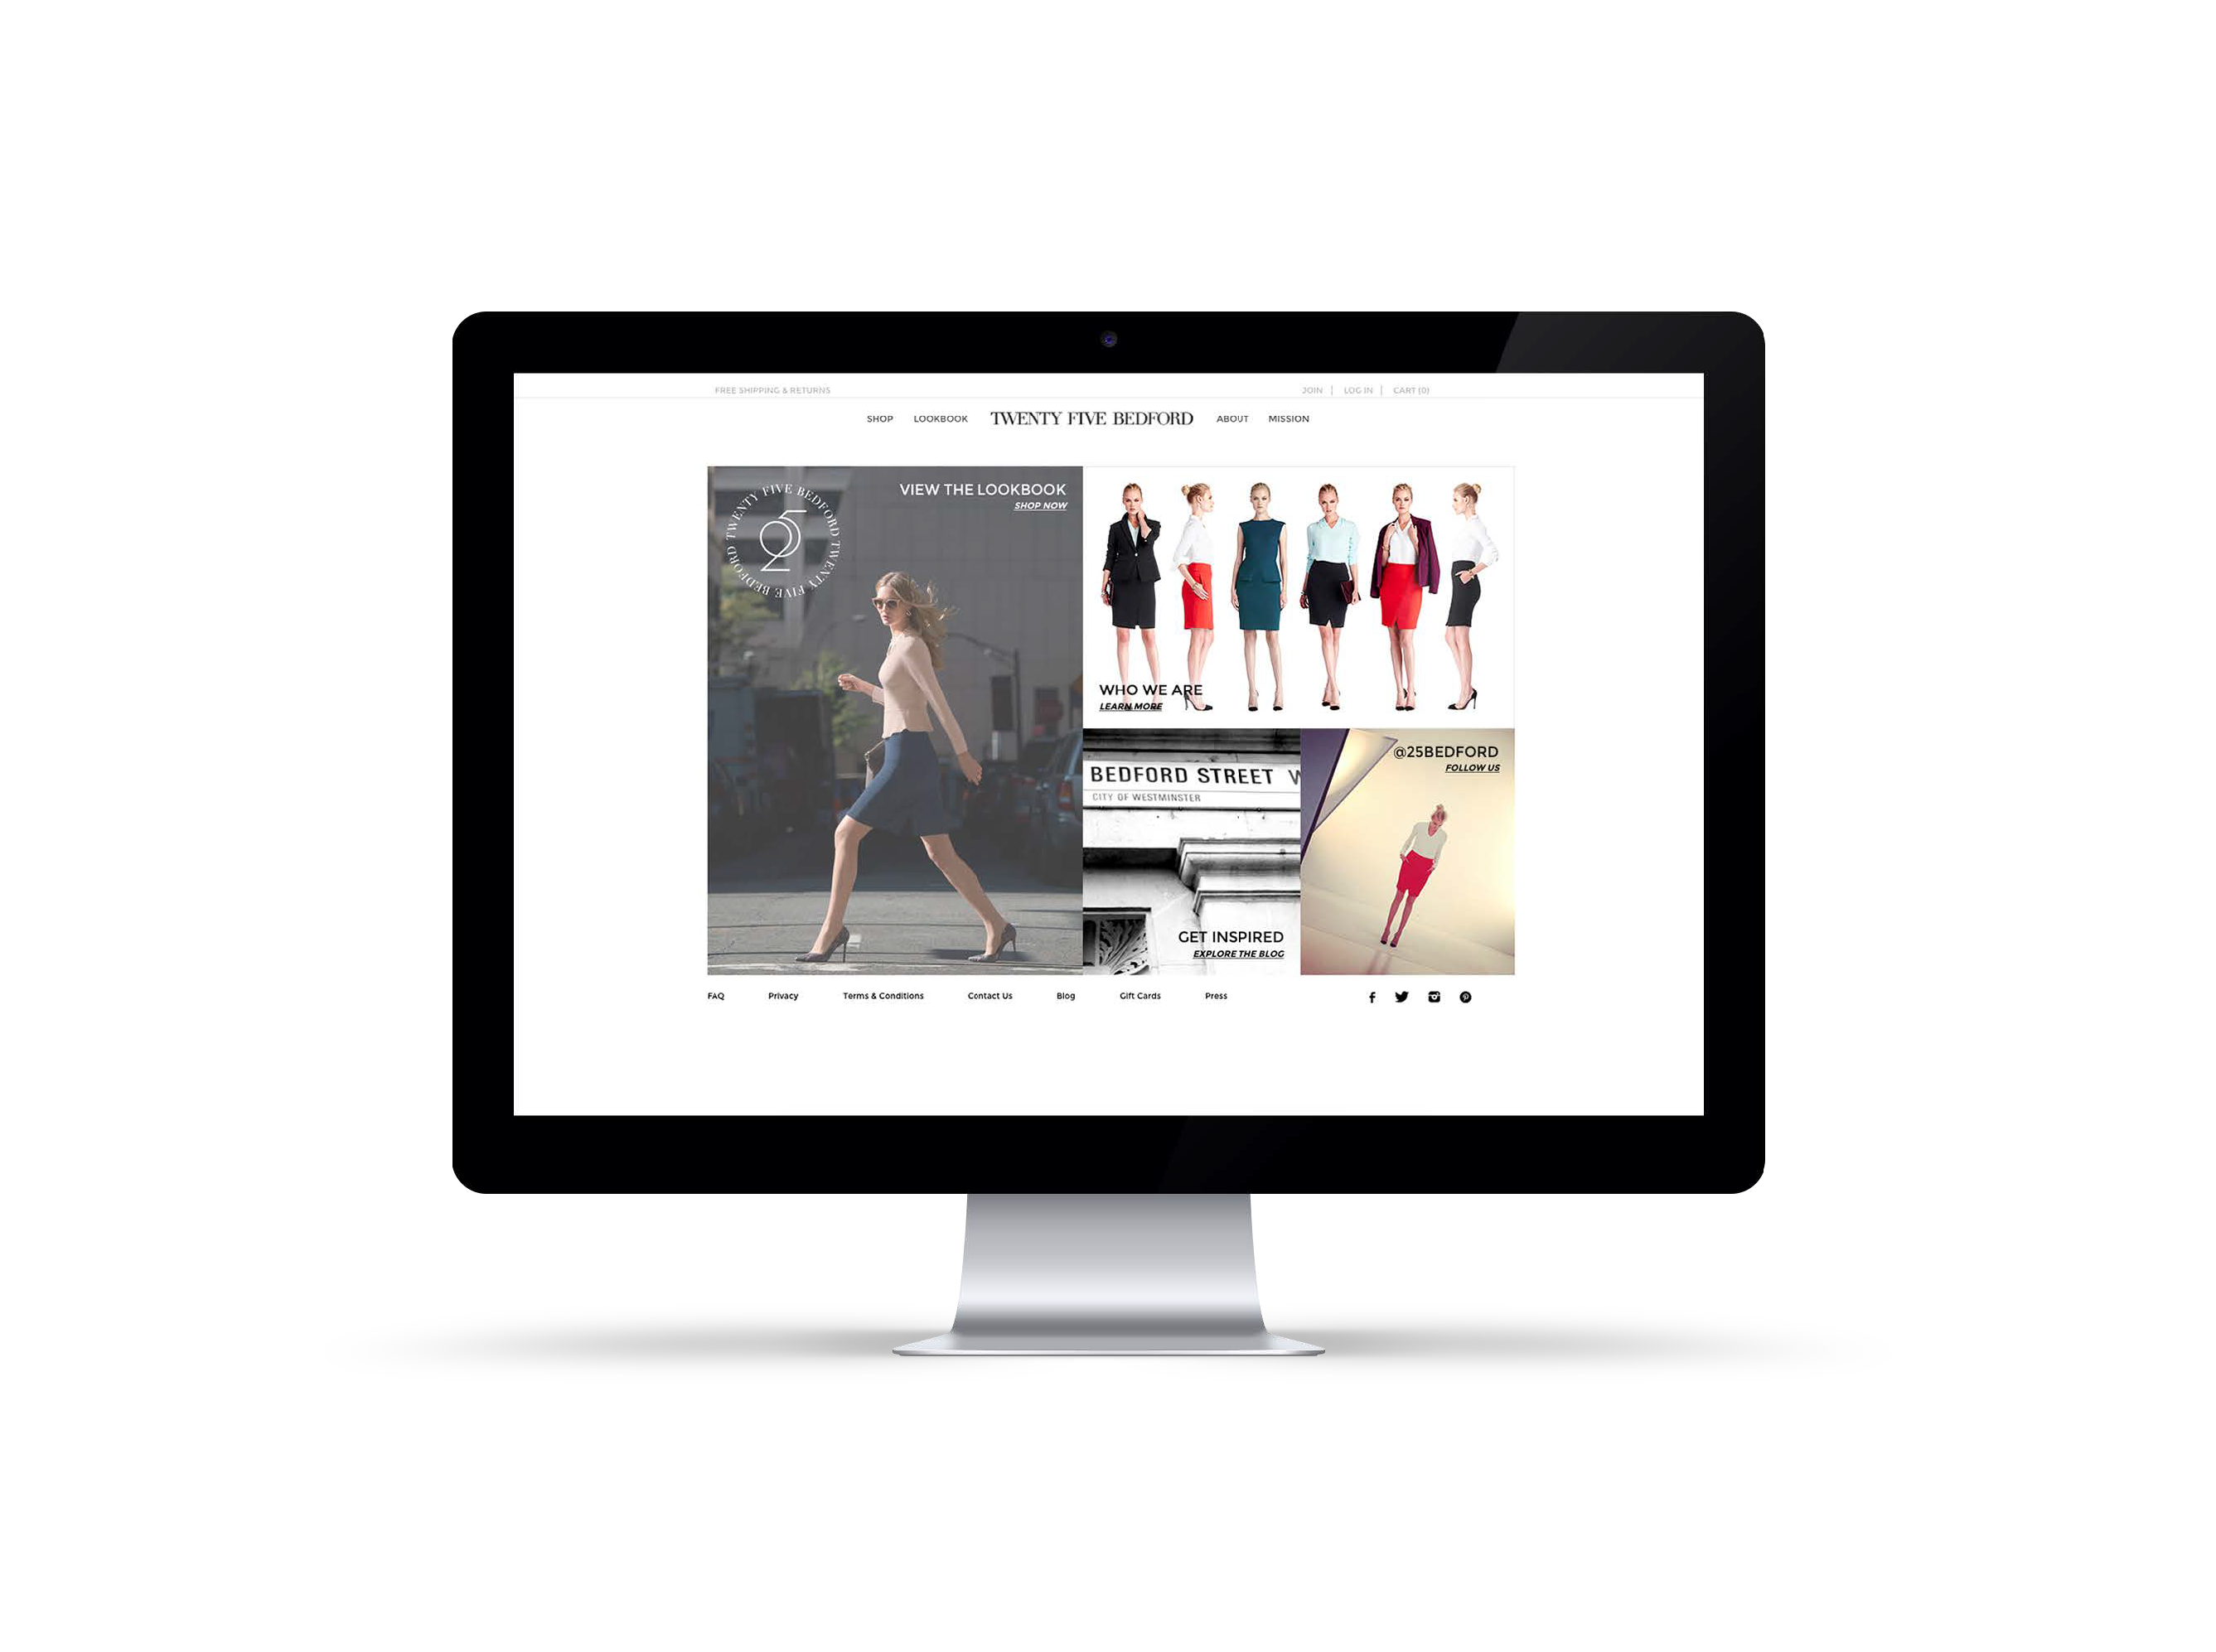 FREE SHIPPING & RETURNS
JOIN | LOG IN | CART (0)
SHOP LOOKBOOK TWENTY FIVE BEDFORD ABOUT MISSION
TWENTY FIVE BEDFORD TWENTY FIVE BEDFORD
25
VIEW THE LOOKBOOK
SHOP NOW
WHO WE ARE
LEARN MORE
BEDFORD STREET W
CITY OF WESTMINSTER
GET INSPIRED
EXPLORE THE BLOG
@25BEDFORD
FOLLOW US
FAQ Privacy Terms & Conditions Contact Us Blog Gift Cards Press